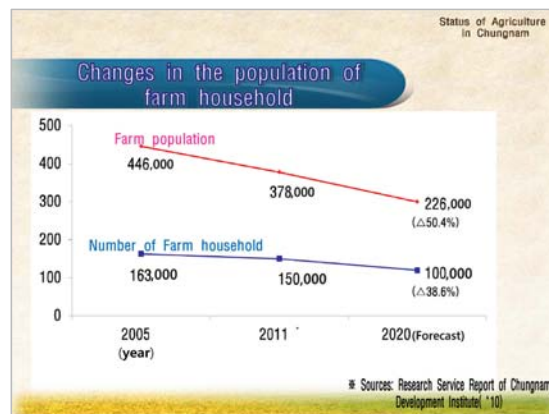 Status of Agriculture
in Chungnam
Changes in the population of
farm household
500
400
300
200
100
0
Farm population
446,000
378,000
226,000
(△50.4%)
Number of Farm household
163,000
150,000
100,000
(△38.6%)
2005
(year)
2011 '
2020(Forecast)
※ Sources: Research Service Report of Chungnam
Development Institute( '10)